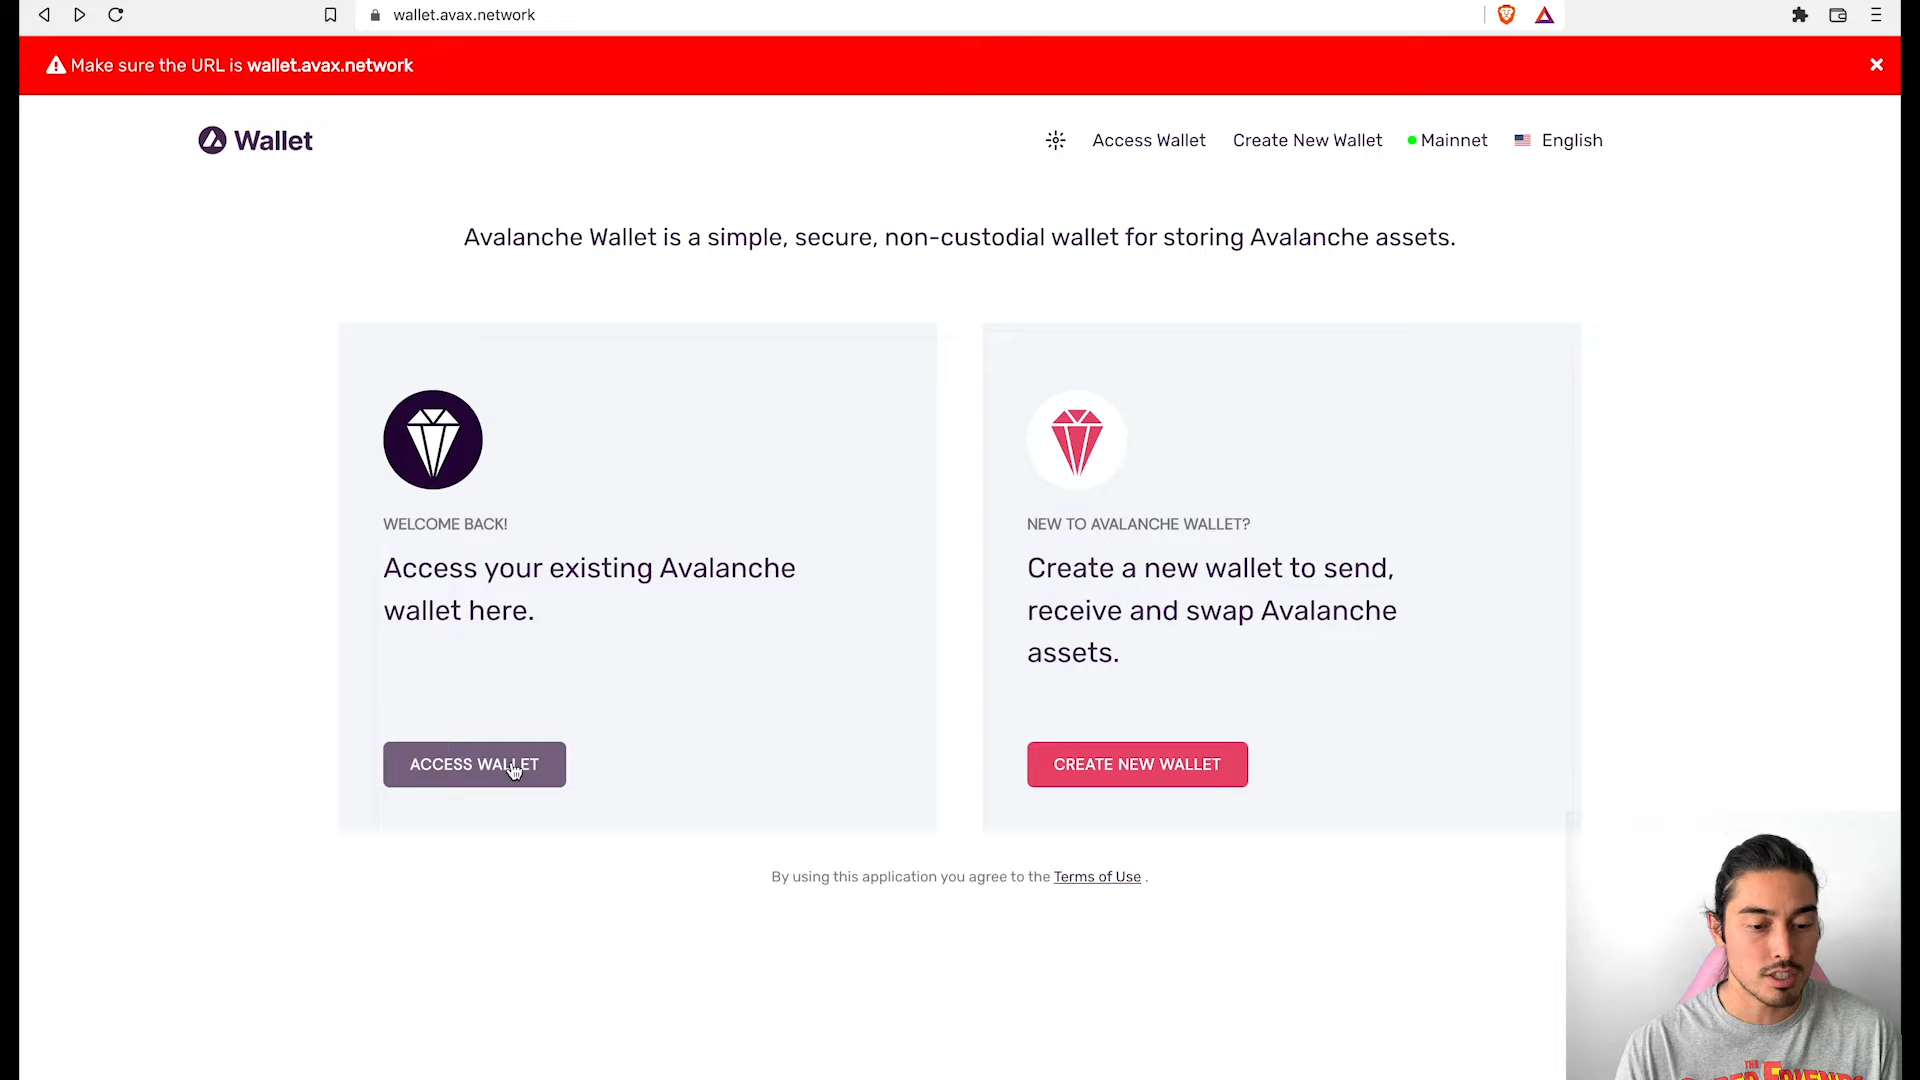 wallet.avax.network
Make sure the URL is wallet.avax.network
Wallet
Access Wallet
Create New Wallet
Mainnet
English
Avalanche Wallet is a simple, secure, non-custodial wallet for storing Avalanche assets.
WELCOME BACK!
Access your existing Avalanche
wallet here.
ACCESS WALLET
NEW TO AVALANCHE WALLET?
Create a new wallet to send,
receive and swap Avalanche
assets.
CREATE NEW WALLET
By using this application you agree to the Terms of Use .
THE